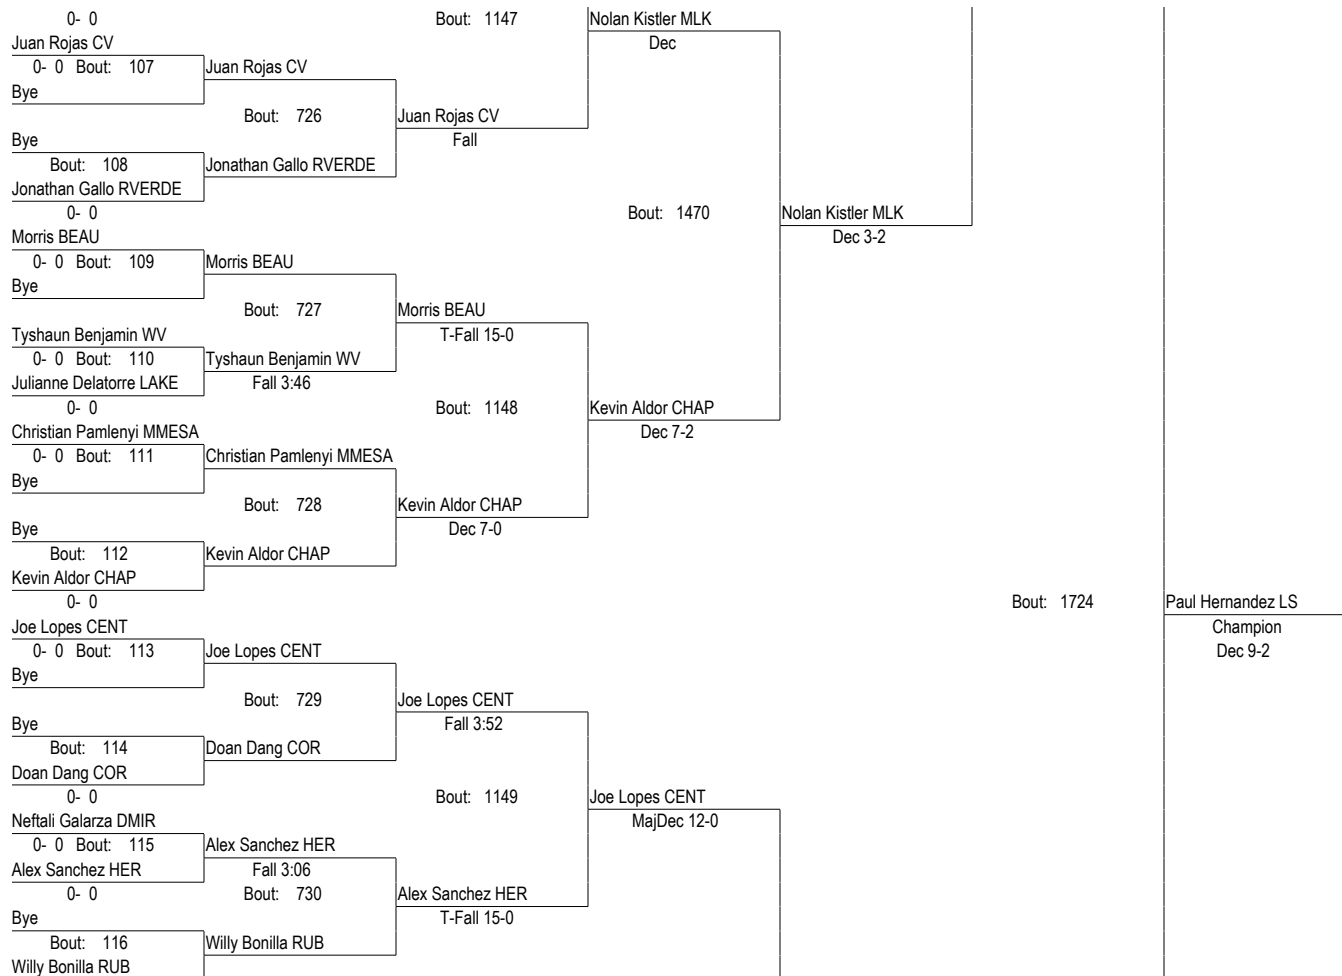 0- 0 Bout: 1147 Nolan Kistler MLK
Juan Rojas CV Dec
0- 0 Bout: 107 Juan Rojas CV
Bye
Bout: 726 Juan Rojas CV
Bye Fall
Bout: 108 Jonathan Gallo RVERDE
Jonathan Gallo RVERDE
0- 0 Bout: 1470 Nolan Kistler MLK
Morris BEAU Dec 3-2
0- 0 Bout: 109 Morris BEAU
Bye
Bout: 727 Morris BEAU
Tyshaun Benjamin WV T-Fall 15-0
0- 0 Bout: 110 Tyshaun Benjamin WV
Julianne Delatorre LAKE Fall 3:46
0- 0 Bout: 1148 Kevin Aldor CHAP
Christian Pamlenyi MMESA Dec 7-2
0- 0 Bout: 111 Christian Pamlenyi MMESA
Bye
Bout: 728 Kevin Aldor CHAP
Bye Dec 7-0
Bout: 112 Kevin Aldor CHAP
Kevin Aldor CHAP
0- 0 Bout: 1724 Paul Hernandez LS
Joe Lopes CENT Champion
0- 0 Bout: 113 Joe Lopes CENT Dec 9-2
Bye
Bout: 729 Joe Lopes CENT
Bye Fall 3:52
Bout: 114 Doan Dang COR
Doan Dang COR
0- 0 Bout: 1149 Joe Lopes CENT
Neftali Galarza DMIR MajDec 12-0
0- 0 Bout: 115 Alex Sanchez HER
Alex Sanchez HER Fall 3:06
0- 0 Bout: 730 Alex Sanchez HER
Bye T-Fall 15-0
Bout: 116 Willy Bonilla RUB
Willy Bonilla RUB